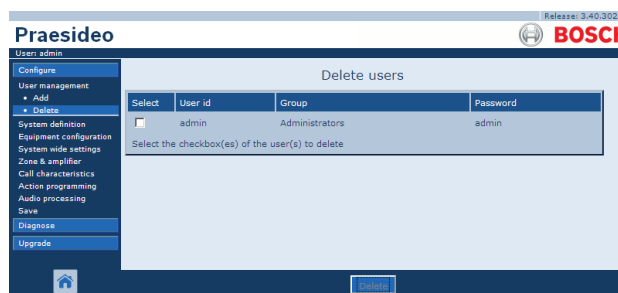 Release: 3.40.302
Praesideo
BOSCH
User: admin
Configure
User management
• Add
• Delete
System definition
Equipment configuration
System wide settings
Zone & amplifier
Call characteristics
Action programming
Audio processing
Save
Diagnose
Upgrade
Delete users
Select User id Group Password
admin Administrators admin
Select the checkbox(es) of the user(s) to delete
Delete